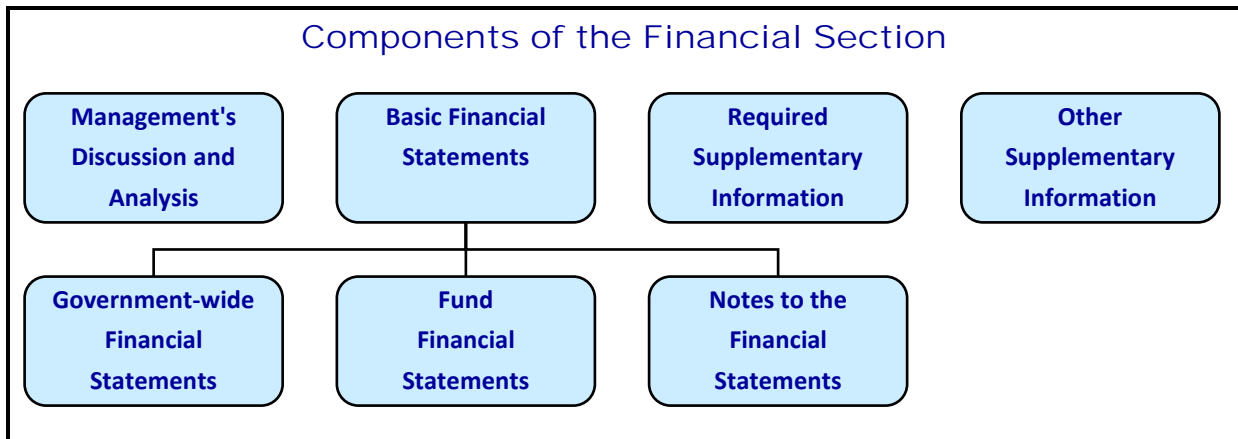 Components of the Financial Section
Management's
Discussion and
Analysis
Basic Financial
Statements
Required
Supplementary
Information
Other
Supplementary
Information
Government-wide
Financial
Statements
Fund
Financial
Statements
Notes to the
Financial
Statements